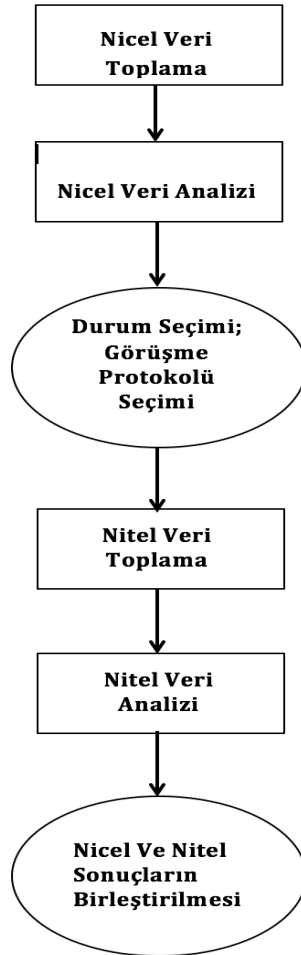 Nicel Veri
Toplama
Nicel Veri Analizi
Durum Seçimi;
Görüşme
Protokolü
Seçimi
Nitel Veri
Toplama
Nitel Veri
Analizi
Nicel Ve Nitel
Sonuçların
Birleştirilmesi